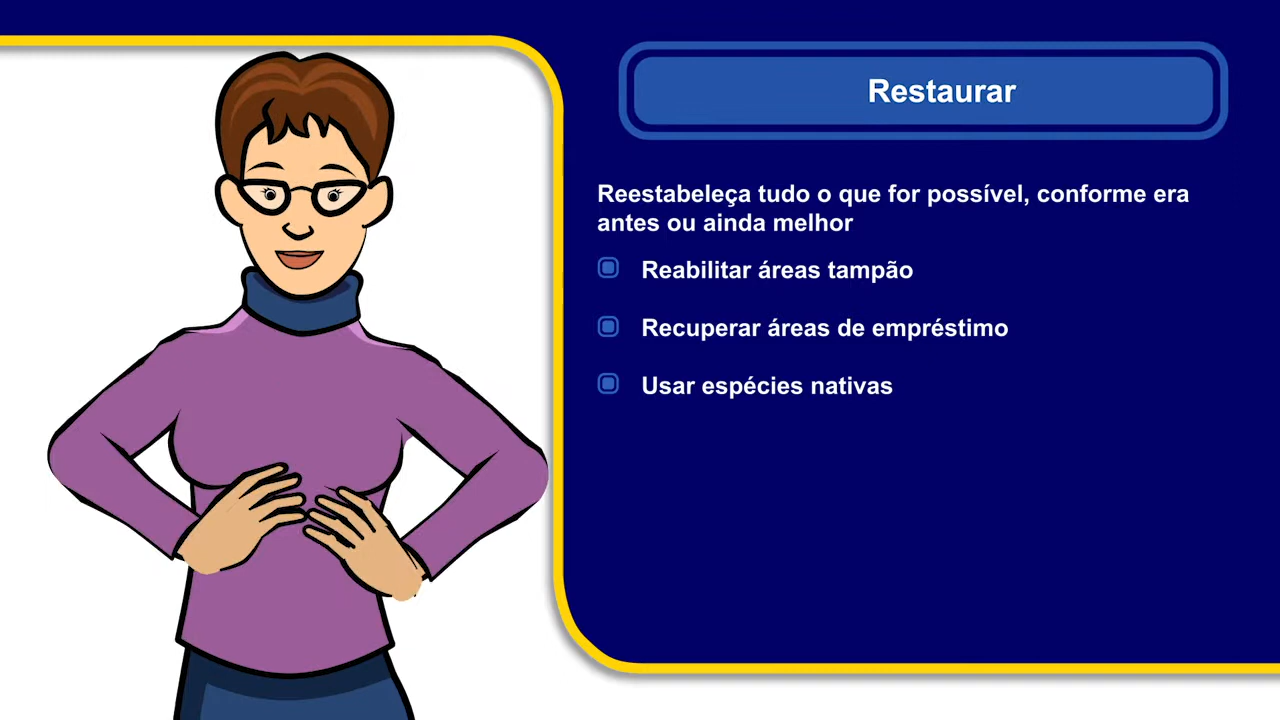 Restaurar
Reestabeleça tudo o que for possível, conforme era
antes ou ainda melhor
Reabilitar áreas tampão
Recuperar áreas de empréstimo
Usar espécies nativas